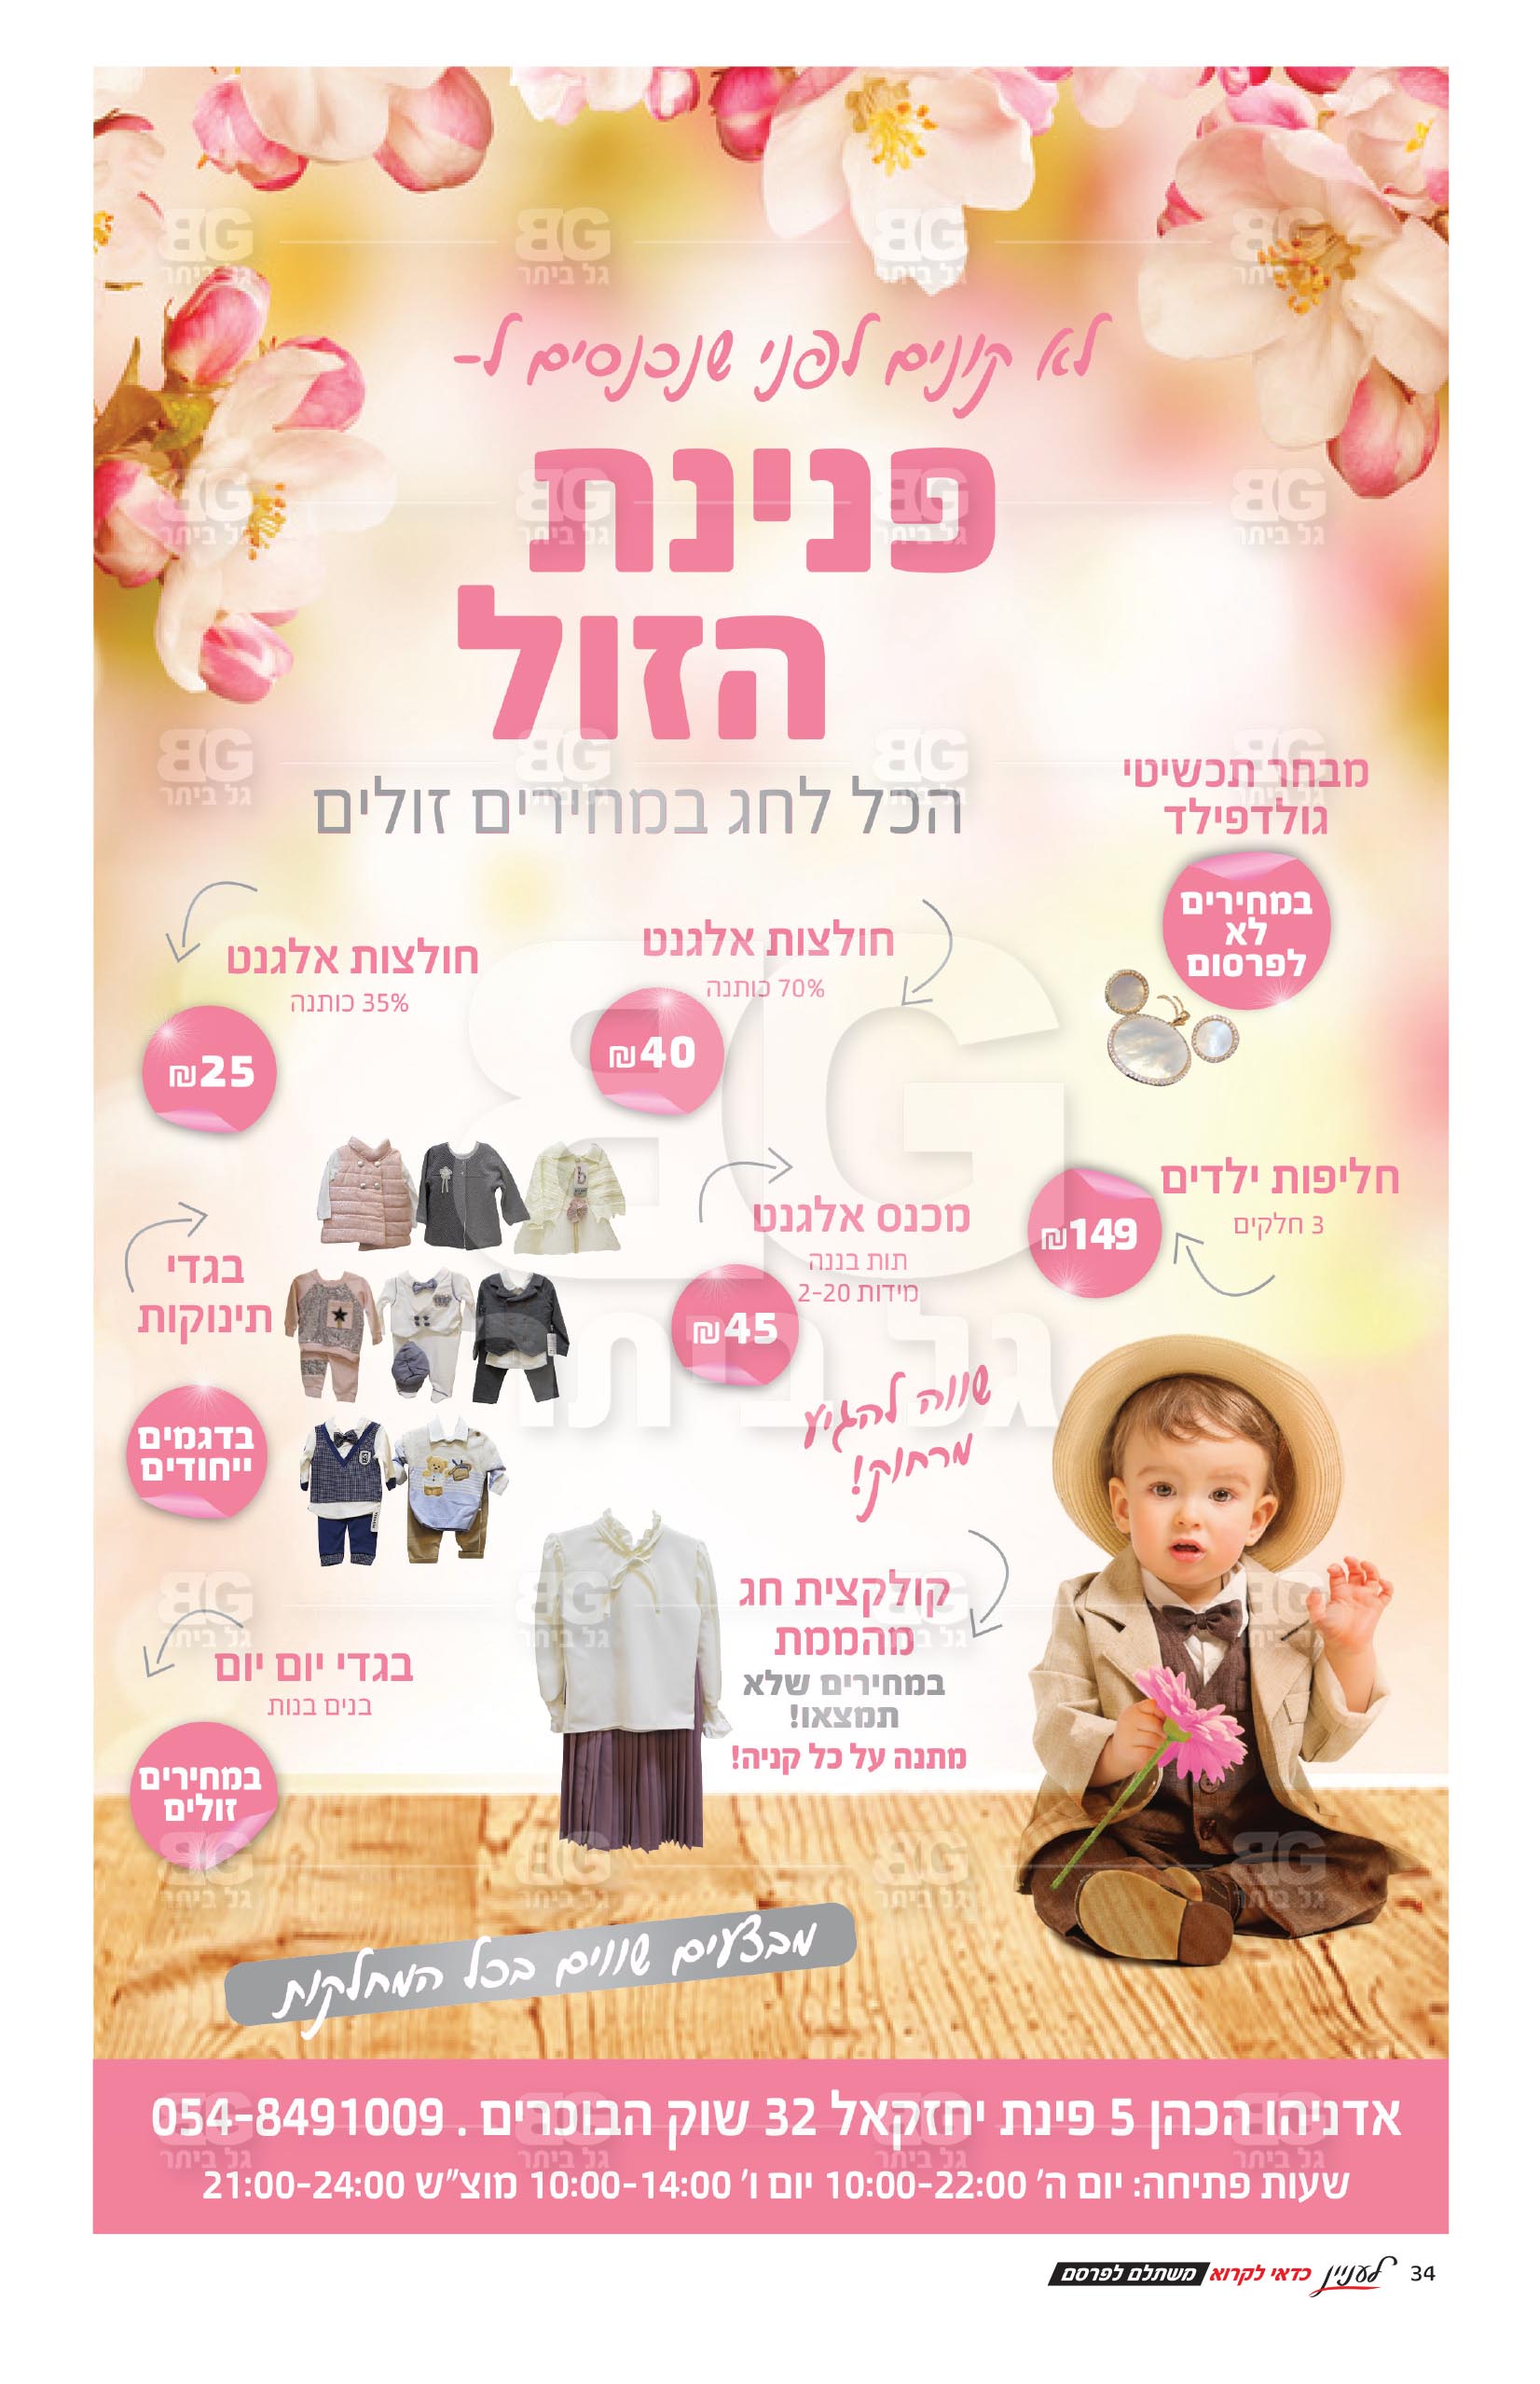 לא קונים לפני שנכנסים ל-
פנינת
הזול
הכל לחג במחירים זולים
מבחר תכשיטי
גולדפילד
במחירים
לא
לפרסום
חולצות אלגנט
70% כותנה
₪40
חולצות אלגנט
35% כותנה
₪25
חליפות ילדים
3 חלקים
₪149
מכנס אלגנט
תות בננה
מידות 2-20
₪45
בגדי
תינוקות
בדגמים
ייחודים
שווה להגיע
מרחוק!
קולקצית חג
מהממת
במחירים שלא
תמצאו!
מתנה על כל קניה!
בגדי יום יום
בנים בנות
במחירים
זולים
מבצעים שווים בכל המחלקות
אדניהו הכהן 5 פינת יחזקאל 32 שוק הבוכרים . 054-8491009
שעות פתיחה: יום ה' 10:00-22:00 יום ו' 10:00-14:00 מוצ"ש 21:00-24:00
34 לעניין כדאי לקרוא משתלם לפרסם
BG
גל ביתר